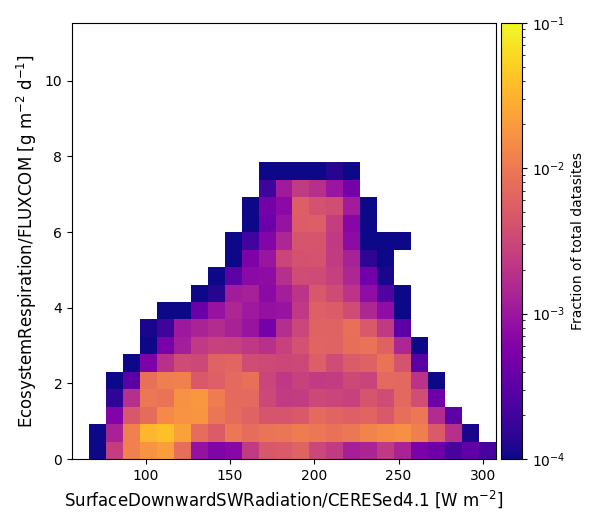 EcosystemRespiration/FLUXCOM [g m⁻² d⁻¹]
10
8
6
4
2
0
100 150 200 250 300
SurfaceDownwardSWRadiation/CERESed4.1 [W m⁻²]
10⁻¹
10⁻²
10⁻³
10⁻⁴
Fraction of total datasites